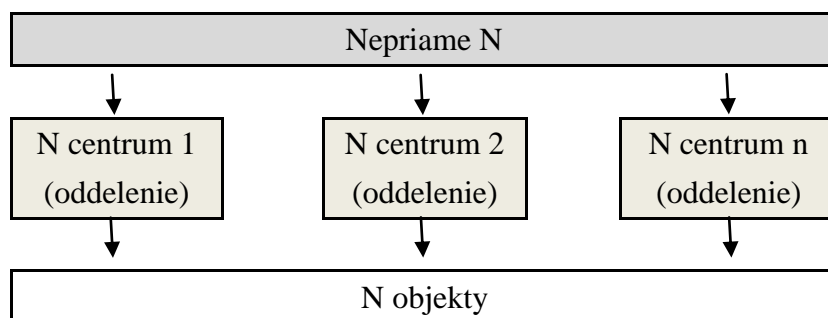 Nepriame N
N centrum 1
(oddelenie)
N centrum 2
(oddelenie)
N centrum n
(oddelenie)
N objekty